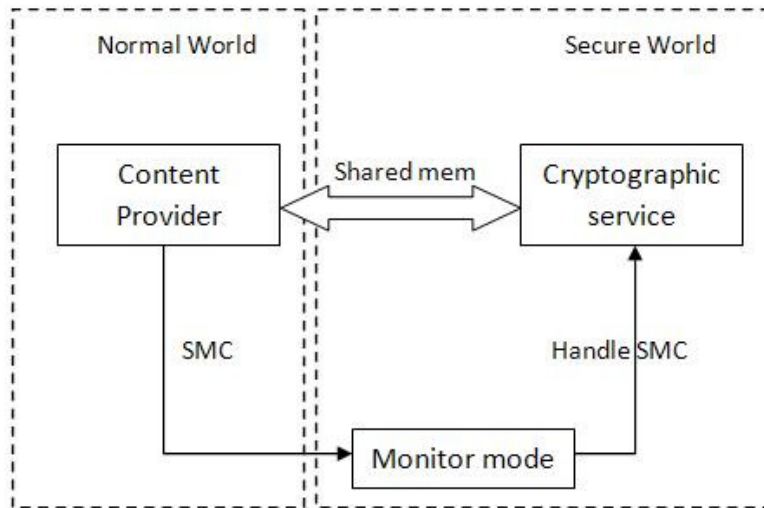 Normal World
Secure World
Content
Provider
Shared mem
Cryptographic
service
SMC
Handle SMC
Monitor mode